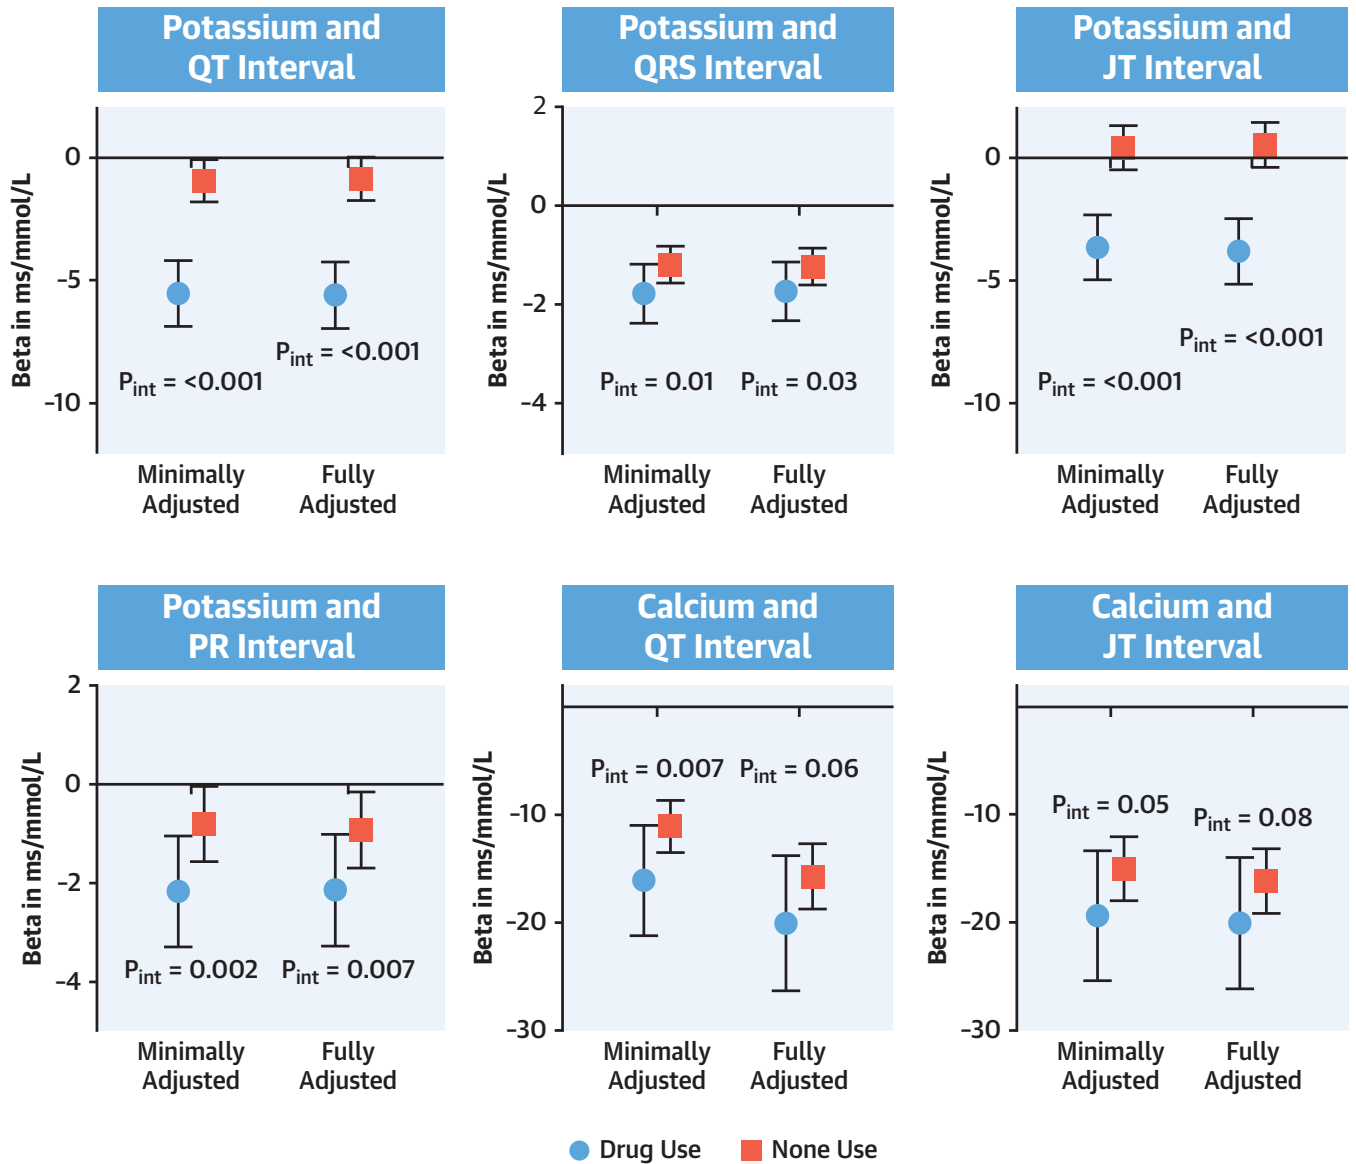 Potassium and
QT Interval
Potassium and
QRS Interval
Potassium and
JT Interval
Beta in ms/mmol/L
0
–5
–10
Pint = <0.001
Pint = <0.001
Minimally
Adjusted
Fully
Adjusted
Beta in ms/mmol/L
2
0
–2
–4
Pint = 0.01
Pint = 0.03
Minimally
Adjusted
Fully
Adjusted
Beta in ms/mmol/L
0
–5
–10
Pint = <0.001
Pint = <0.001
Minimally
Adjusted
Fully
Adjusted
Potassium and
PR Interval
Calcium and
QT Interval
Calcium and
JT Interval
Beta in ms/mmol/L
2
0
–2
–4
Pint = 0.002
Pint = 0.007
Minimally
Adjusted
Fully
Adjusted
Beta in ms/mmol/L
–10
–20
–30
Pint = 0.007
Pint = 0.06
Minimally
Adjusted
Fully
Adjusted
Beta in ms/mmol/L
–10
–20
–30
Pint = 0.05
Pint = 0.08
Minimally
Adjusted
Fully
Adjusted
Drug Use
None Use